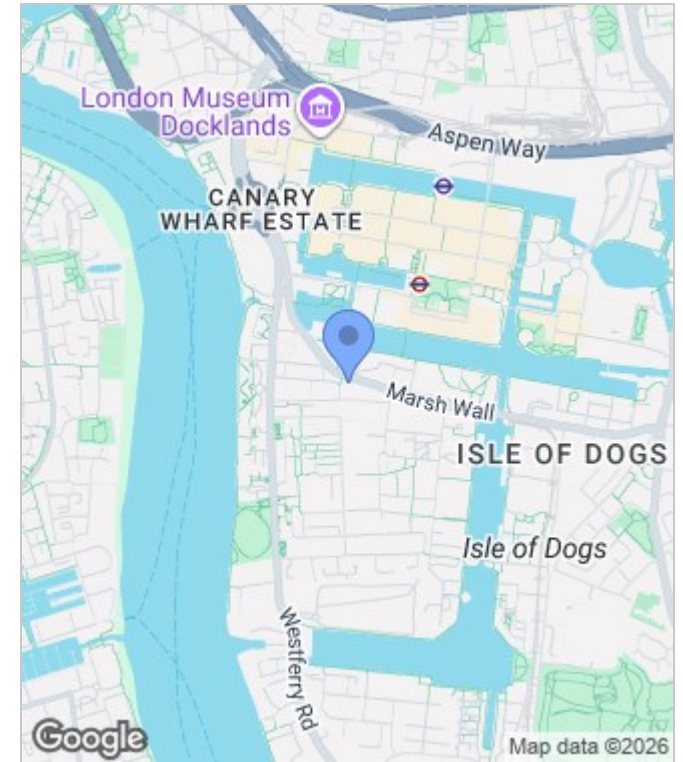 London Museum
Docklands
Aspen Way
CANARY
WHARF ESTATE
Marsh Wall
ISLE OF DOGS
Isle of Dogs
Westferry Rd
Google
Map data ©2026